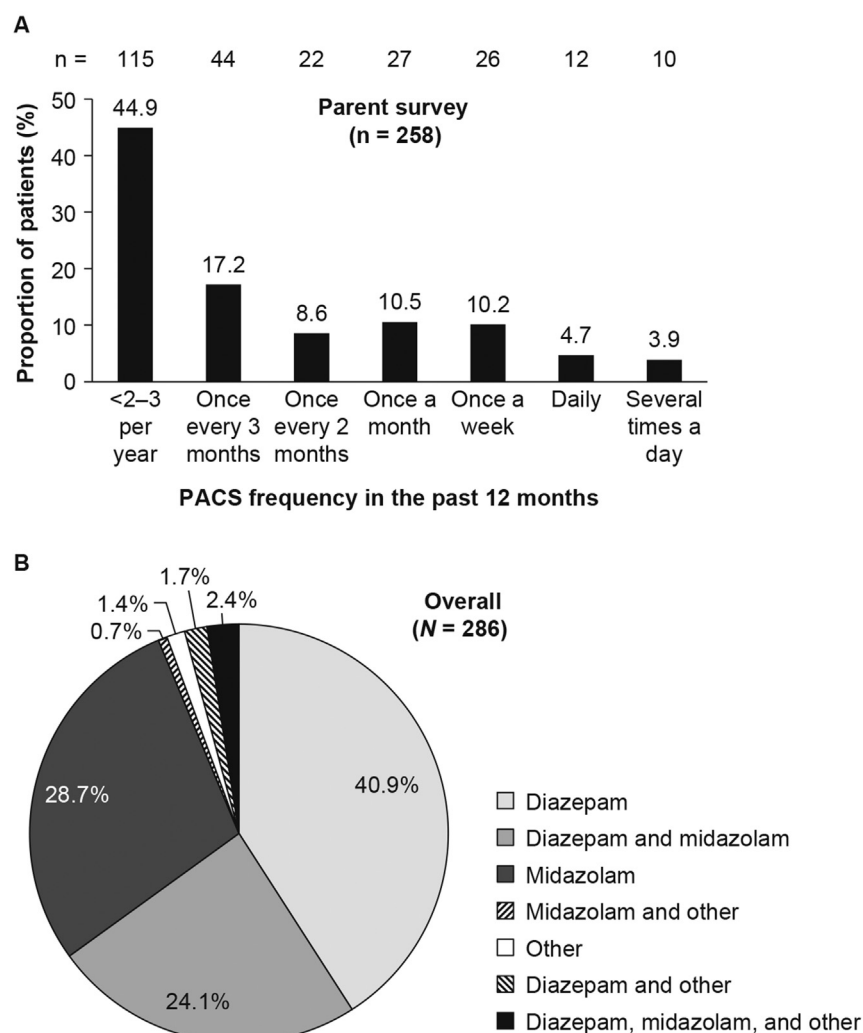 A
n = 115 44 22 27 26 12 10
Parent survey
(n = 258)
Proportion of patients (%)
50
40
30
20
10
0
44.9
17.2
8.6
10.5
10.2
4.7
3.9
<2–3
per
year
Once
every 3
months
Once
every 2
months
Once a
month
Once a
week
Daily
Several
times a
day
PACS frequency in the past 12 months
B
Overall
(N = 286)
1.7%
1.4%
2.4%
0.7%
40.9%
28.7%
24.1%
Diazepam
Diazepam and midazolam
Midazolam
Midazolam and other
Other
Diazepam and other
Diazepam, midazolam, and other